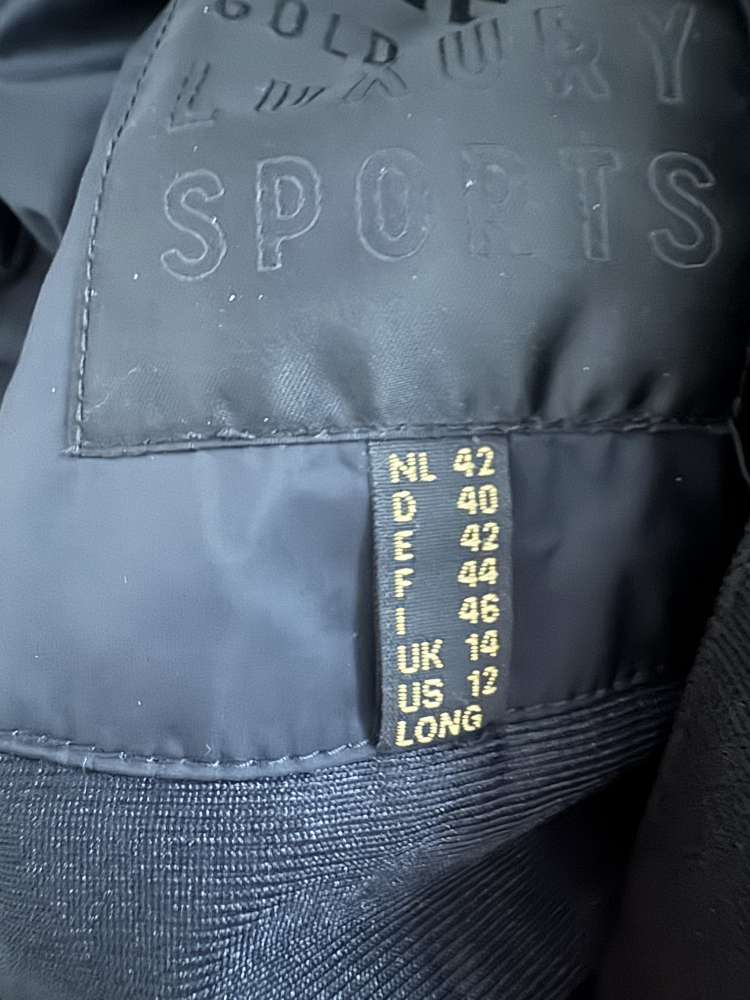 GOLD
LUXURY
SPORTS
NL 42
D 40
E 42
F 44
I 46
UK 14
US 12
LONG